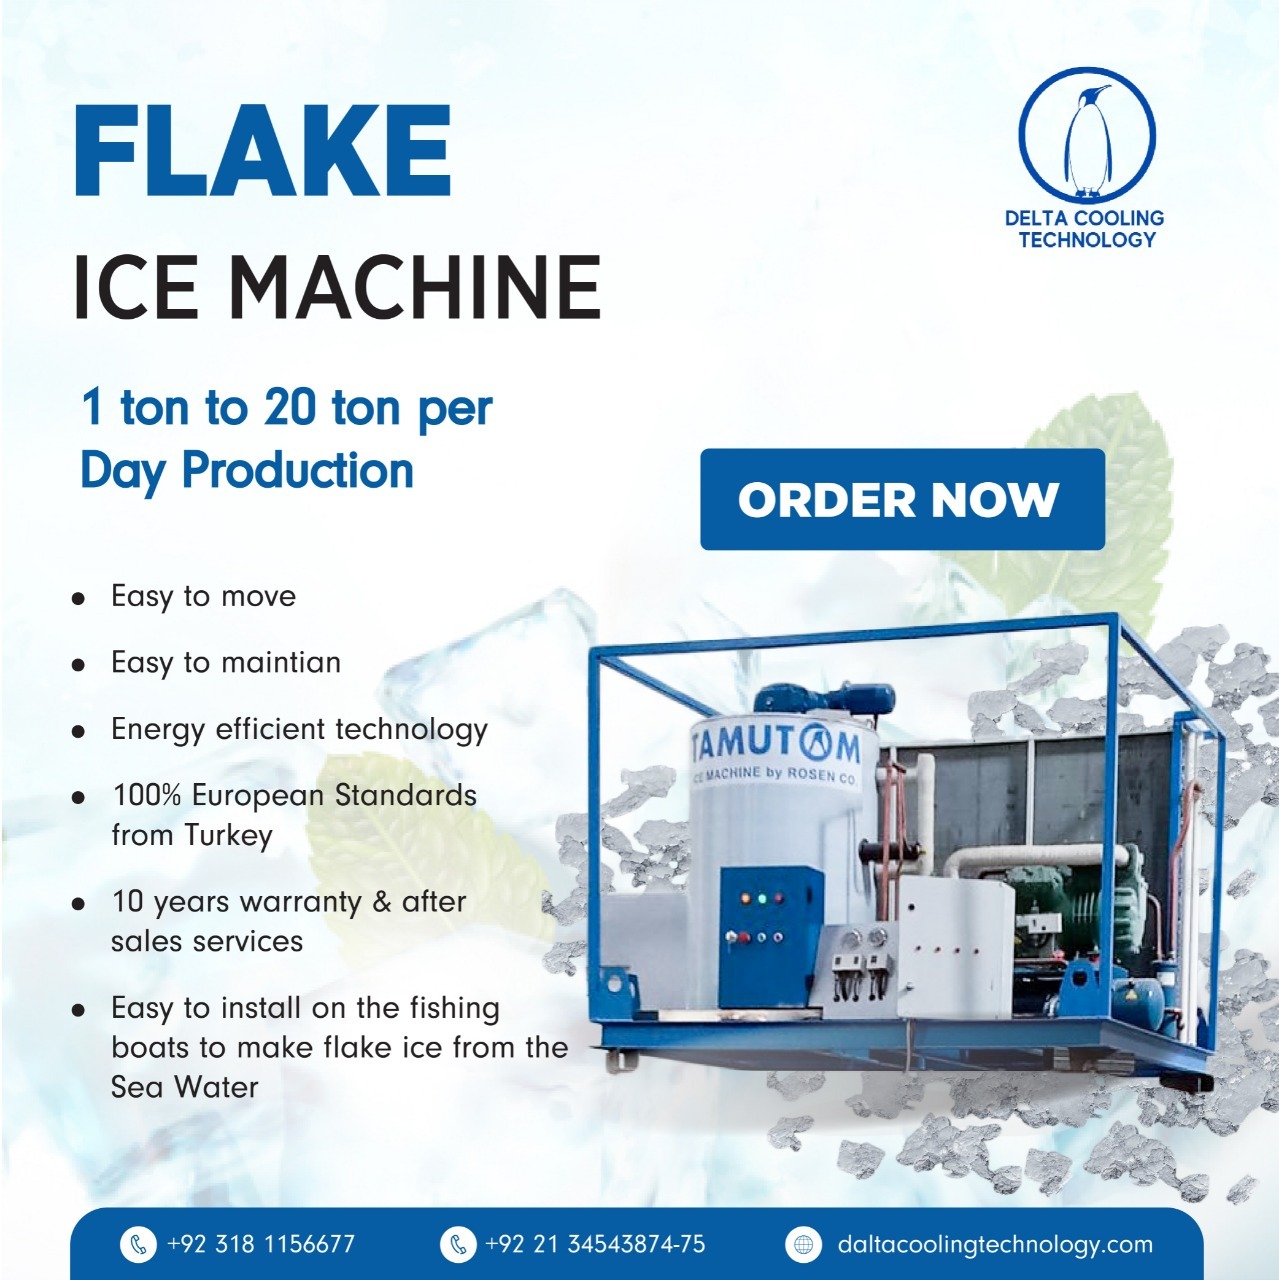 FLAKE
ICE MACHINE
DELTA COOLING
TECHNOLOGY
1 ton to 20 ton per
Day Production
ORDER NOW
Easy to move
Easy to maintian
Energy efficient technology
100% European Standards
from Turkey
10 years warranty & after
sales services
Easy to install on the fishing
boats to make flake ice from the
Sea Water
TAMUTOM
ICE MACHINE by ROSEN CO.
+92 318 1156677
+92 21 34543874-75
daltacoolingtechnology.com